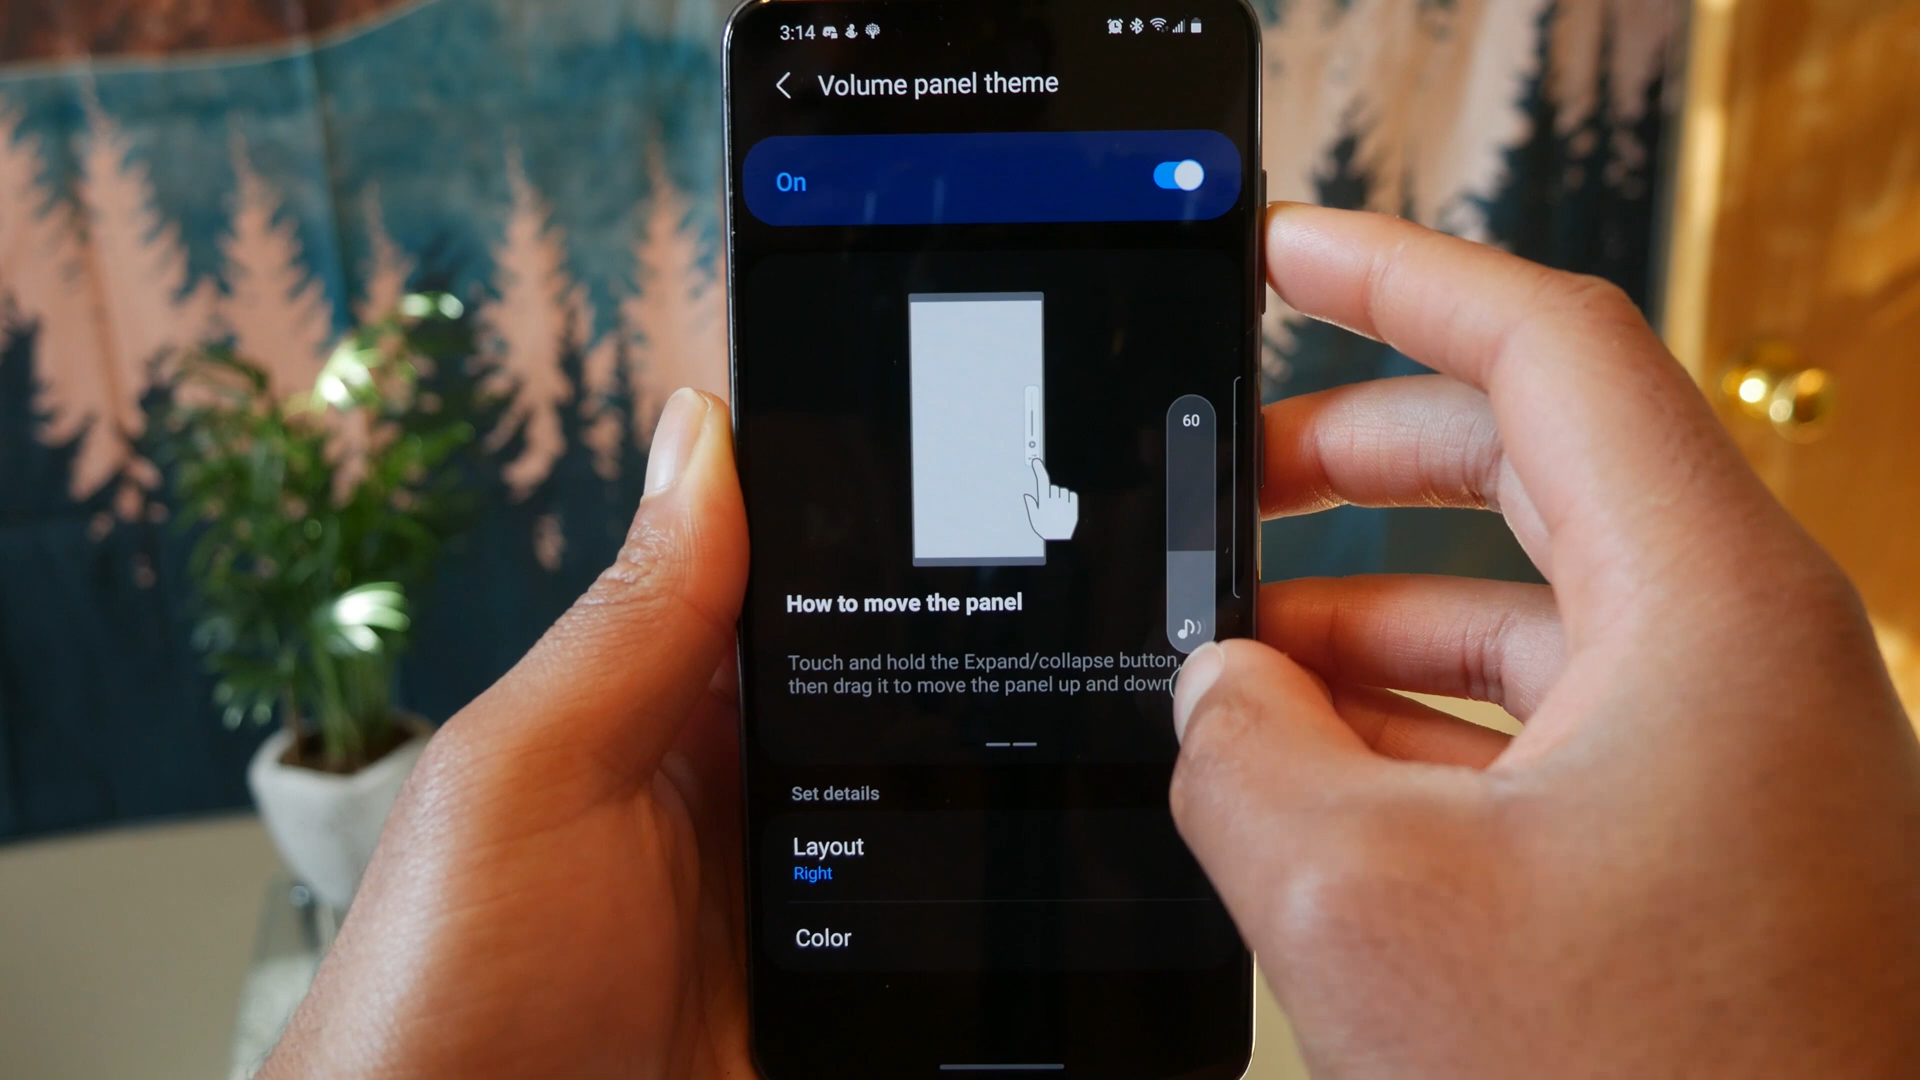 3:14
Volume panel theme
On
60
How to move the panel
Touch and hold the Expand/collapse button,
then drag it to move the panel up and down
Set details
Layout
Right
Color